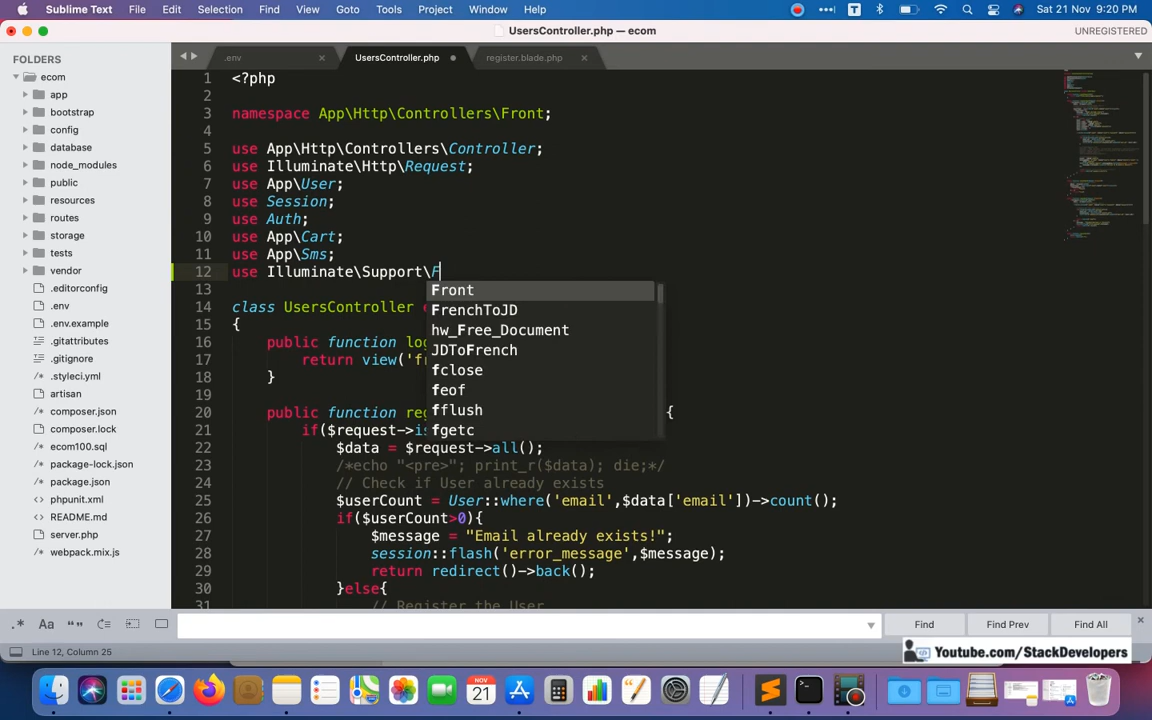 Sublime Text File Edit Selection Find View Goto Tools Project Window Help Sat 21 Nov 9:20 PM
UsersController.php — ecom UNREGISTERED
FOLDERS
ecom
app
bootstrap
config
database
node_modules
public
resources
routes
storage
tests
vendor
.editorconfig
.env
.env.example
.gitattributes
.gitignore
.styleci.yml
artisan
composer.json
composer.lock
ecom100.sql
package-lock.json
package.json
phpunit.xml
README.md
server.php
webpack.mix.js
.env UsersController.php register.blade.php
1 <?php
2
3 namespace App\Http\Controllers\Front;
4
5 use App\Http\Controllers\Controller;
6 use Illuminate\Http\Request;
7 use App\User;
8 use Session;
9 use Auth;
10 use App\Cart;
11 use App\Sms;
12 use Illuminate\Support\F
13
14 class UsersController
15 {
16 public function log
17 return view('f
18 }
19
20 public function reg {
21 if($request->is
22 $data = $request->all();
23 /*echo "<pre>"; print_r($data); die;*/
24 // Check if User already exists
25 $userCount = User::where('email',$data['email'])->count();
26 if($userCount>0){
27 $message = "Email already exists!";
28 session::flash('error_message',$message);
29 return redirect()->back();
30 }else{
31 // Register the User
Front
FrenchToJD
hw_Free_Document
JDToFrench
fclose
feof
fflush
fgetc
.* Aa Find Find Prev Find All
Line 12, Column 25
Youtube.com/StackDevelopers
NOV
21